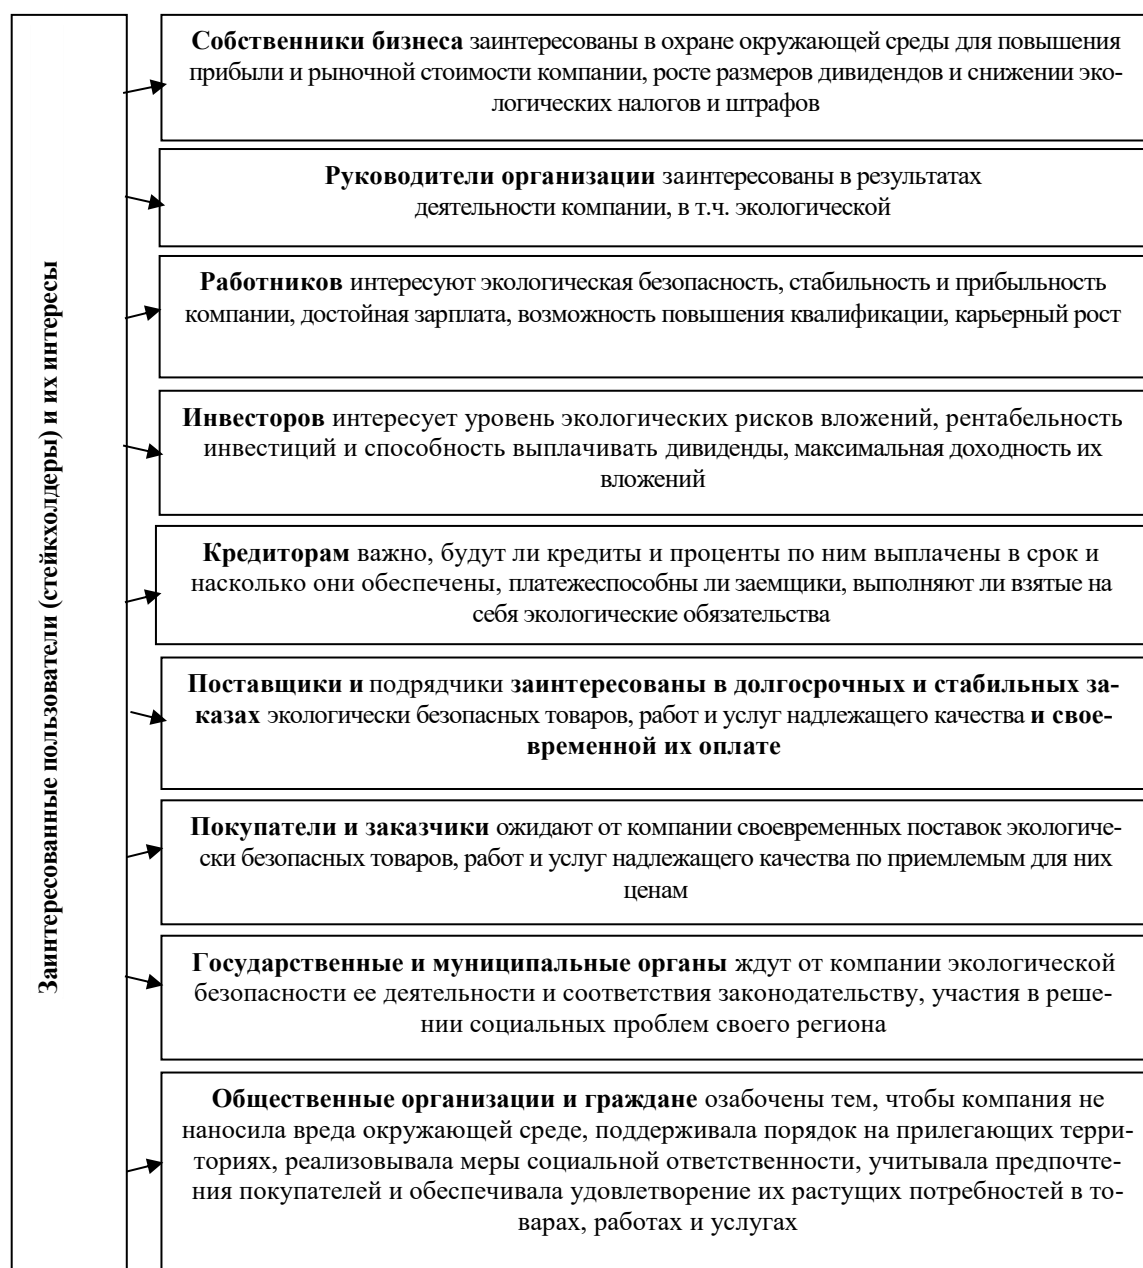 Заинтересованные пользователи (стейкхолдеры) и их интересы
Собственники бизнеса заинтересованы в охране окружающей среды для повышения
прибыли и рыночной стоимости компании, росте размеров дивидендов и снижении эко-
логических налогов и штрафов
Руководители организации заинтересованы в результатах
деятельности компании, в т.ч. экологической
Работников интересуют экологическая безопасность, стабильность и прибыльность
компании, достойная зарплата, возможность повышения квалификации, карьерный рост
Инвесторов интересует уровень экологических рисков вложений, рентабельность
инвестиций и способность выплачивать дивиденды, максимальная доходность их
вложений
Кредиторам важно, будут ли кредиты и проценты по ним выплачены в срок и
насколько они обеспечены, платежеспособны ли заемщики, выполняют ли взятые на
себя экологические обязательства
Поставщики и подрядчики заинтересованы в долгосрочных и стабильных за-
казах экологически безопасных товаров, работ и услуг надлежащего качества и свое-
временной их оплате
Покупатели и заказчики ожидают от компании своевременных поставок экологиче-
ски безопасных товаров, работ и услуг надлежащего качества по приемлемым для них
ценам
Государственные и муниципальные органы ждут от компании экологической
безопасности ее деятельности и соответствия законодательству, участия в реше-
нии социальных проблем своего региона
Общественные организации и граждане озабочены тем, чтобы компания не
наносила вреда окружающей среде, поддерживала порядок на прилегающих терри-
ториях, реализовывала меры социальной ответственности, учитывала предпочте-
ния покупателей и обеспечивала удовлетворение их растущих потребностей в то-
варах, работах и услугах